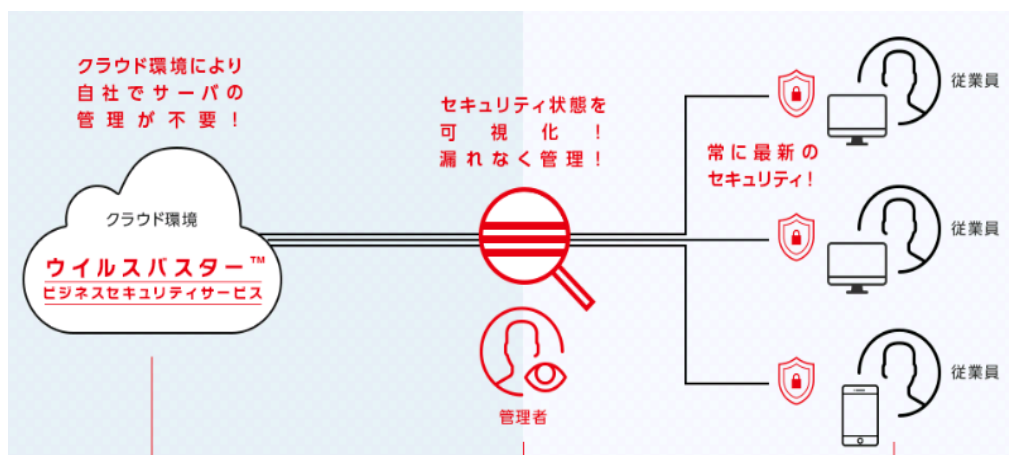 クラウド環境により
自社でサーバの
管理が不要!
クラウド環境
ウイルスバスター™
ビジネスセキュリティサービス
セキュリティ状態を
可視化!
漏れなく管理!
管理者
常に最新の
セキュリティ!
従業員
従業員
従業員